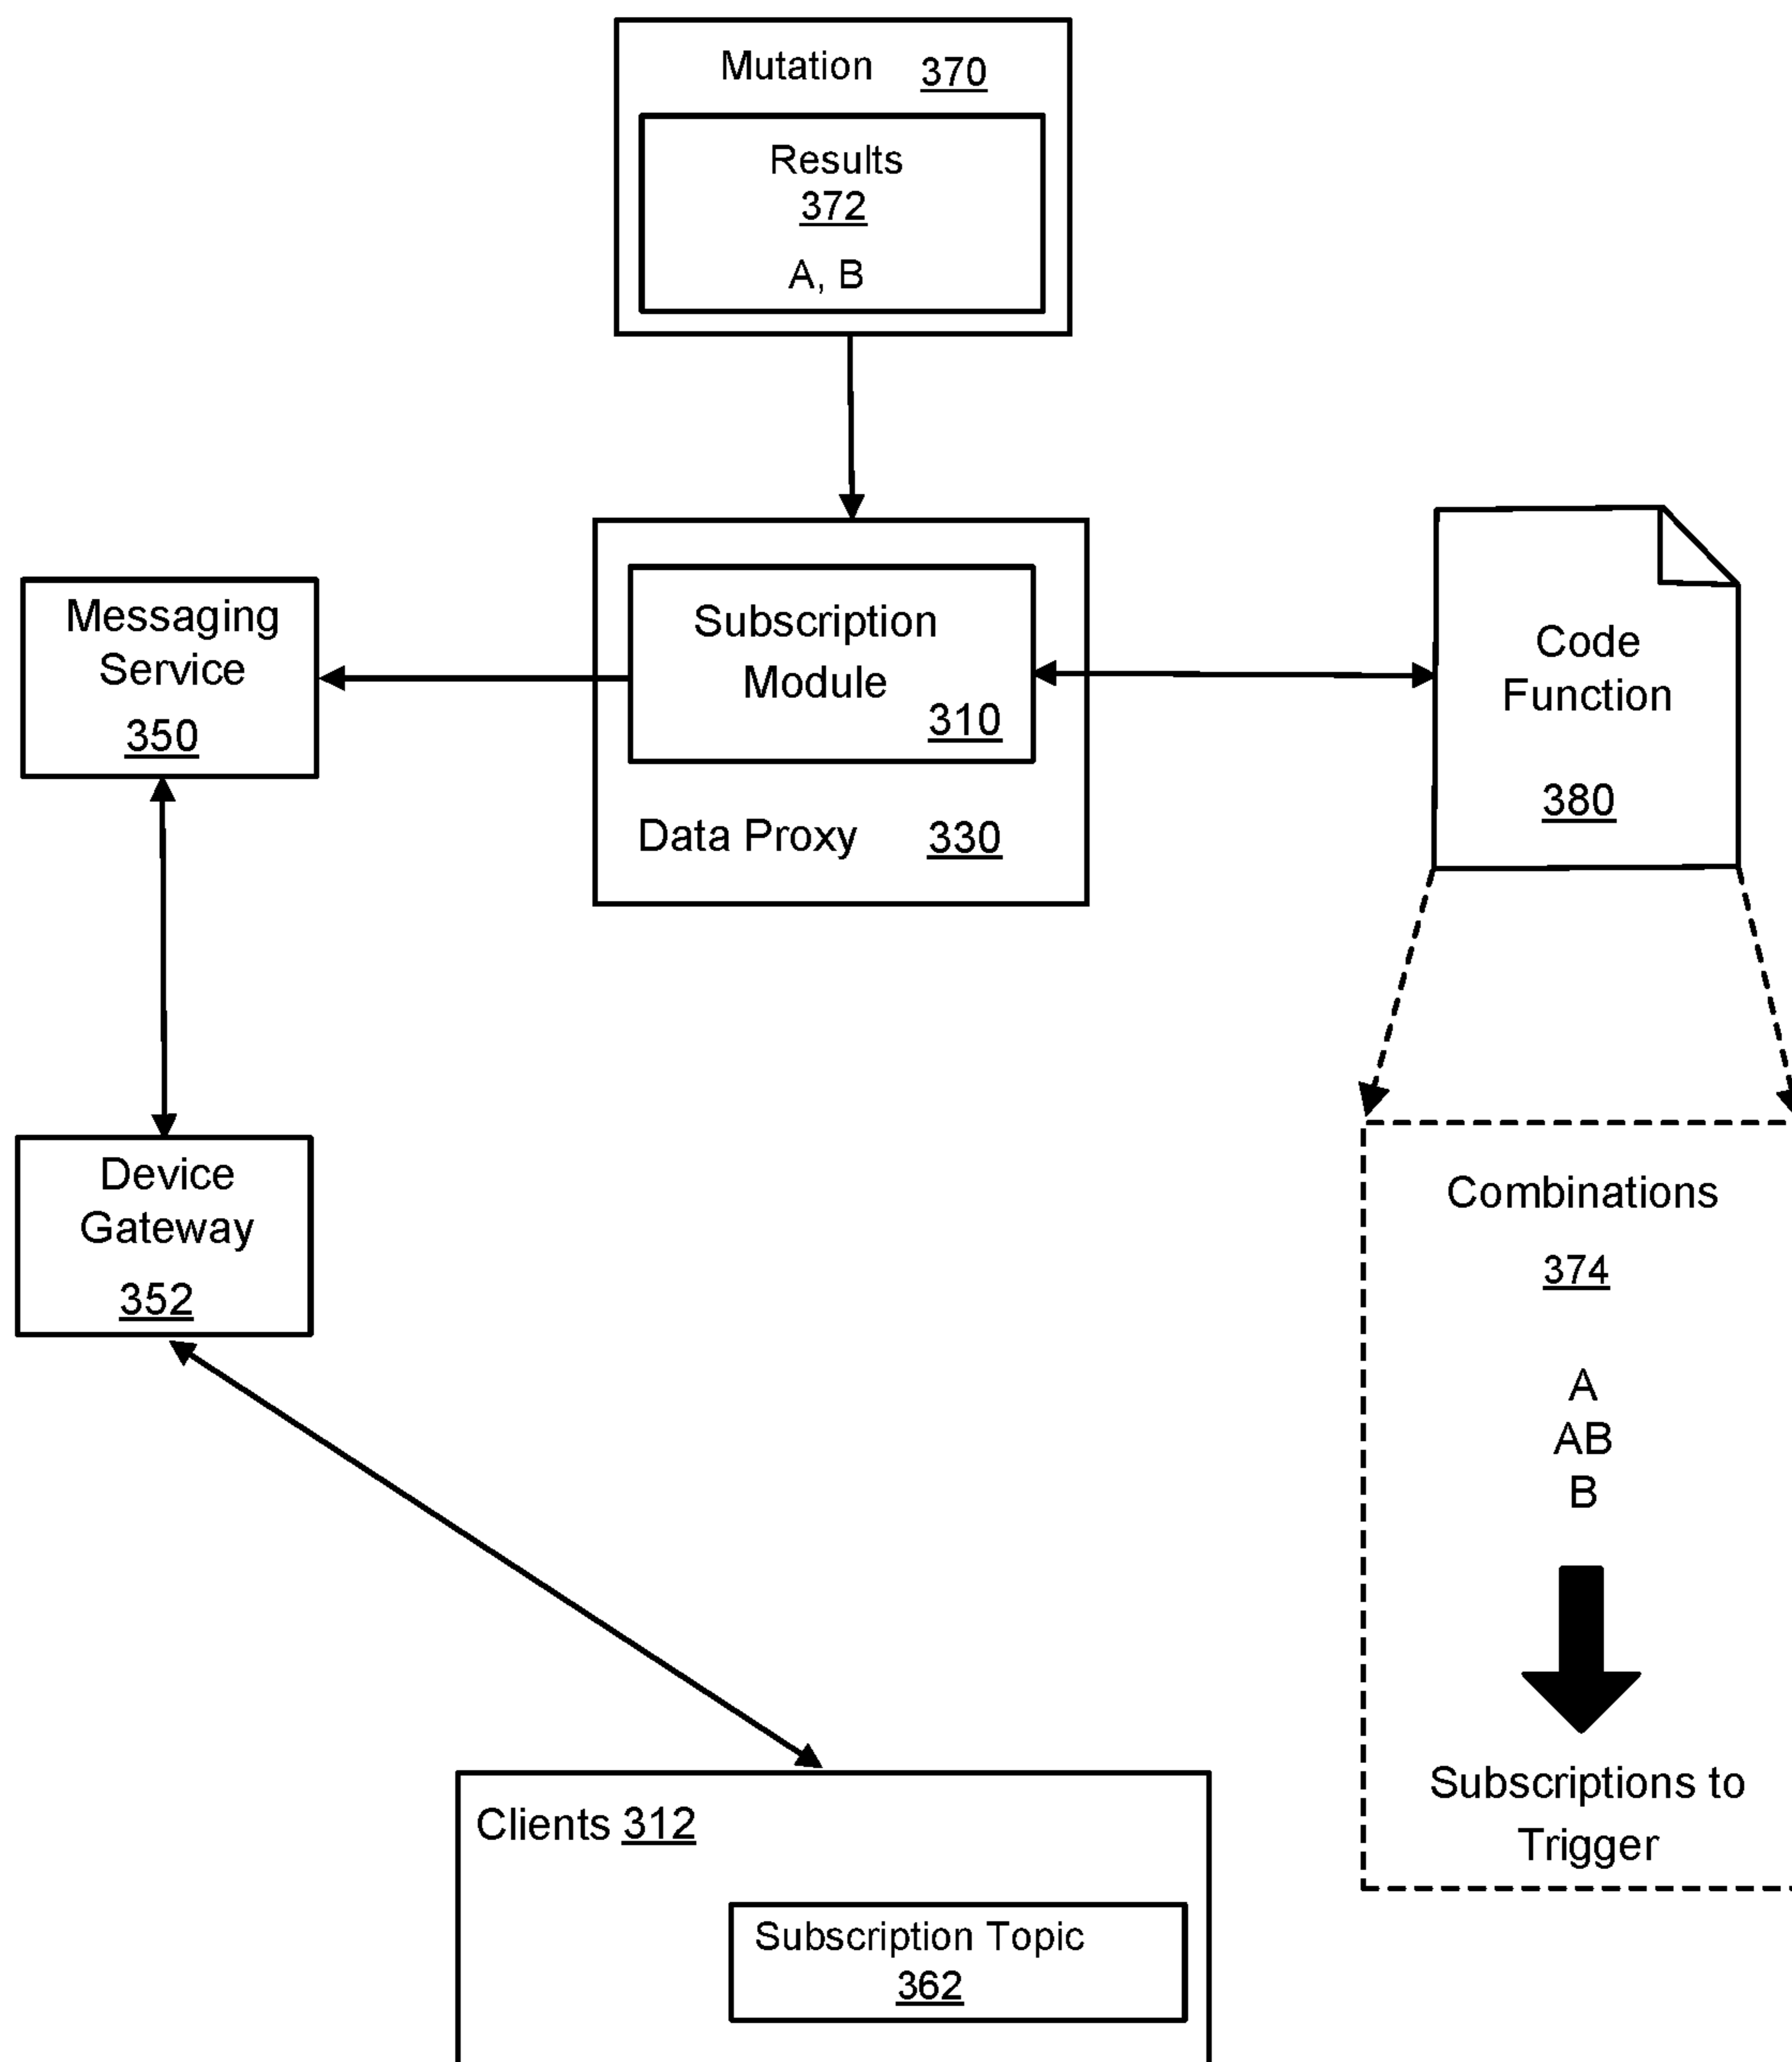 Mutation 370
Results
372
A, B
Messaging
Service
350
Subscription
Module
310
Data Proxy 330
Code
Function
380
Device
Gateway
352
Combinations
374
A
AB
B
Subscriptions to
Trigger
Clients 312
Subscription Topic
362